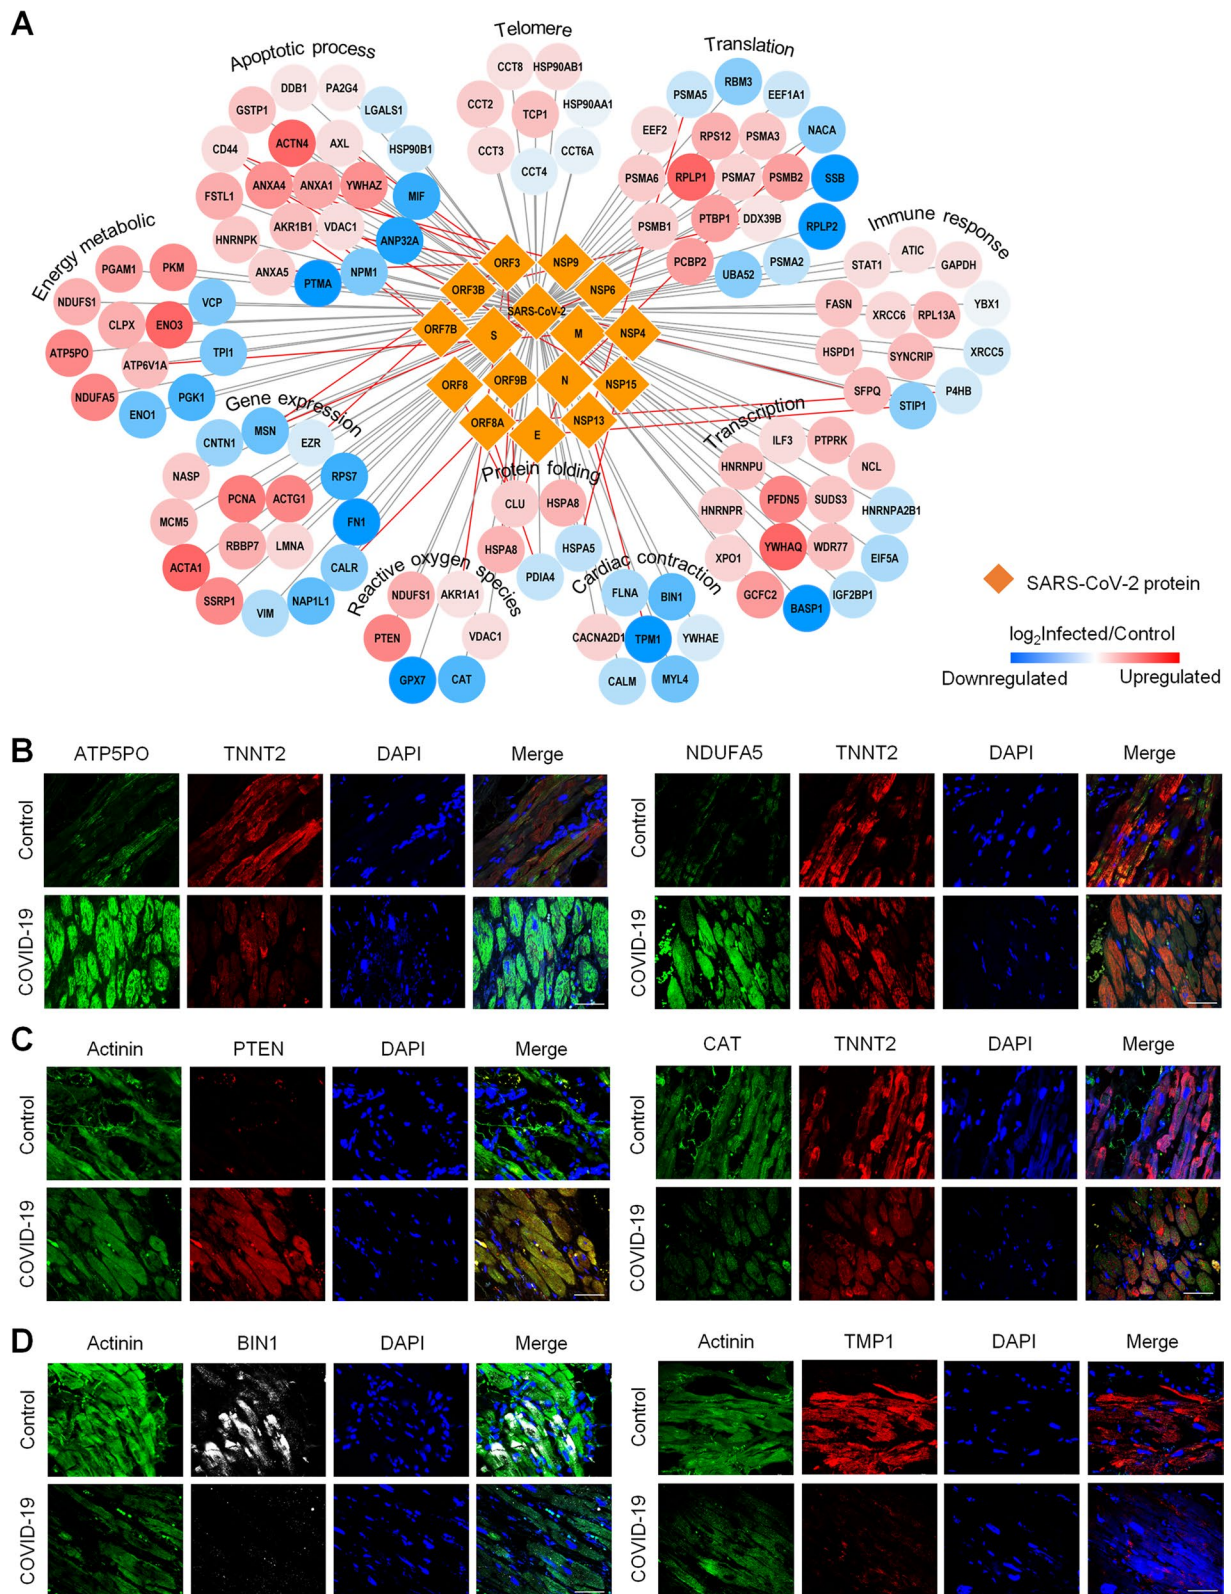 A
Apoptotic process
DDB1
PA2G4
GSTP1
LGALS1
ACTN4
AXL
CD44
HSP90B1
ANXA4
ANXA1
YWHAZ
FSTL1
MIF
AKR1B1
VDAC1
HNRNPK
ANP32A
ANXA5
NPM1
PTMA
Telomere
CCT8
HSP90AB1
CCT2
HSP90AA1
TCP1
CCT3
CCT6A
CCT4
Translation
RBM3
PSMA5
EEF1A1
EEF2
RPS12
PSMA3
NACA
PSMA6
RPLP1
PSMA7
PSMB2
SSB
PSMB1
PTBP1
DDX39B
RPLP2
PCBP2
UBA52
PSMA2
Immune response
ATIC
STAT1
GAPDH
FASN
XRCC6
RPL13A
YBX1
HSPD1
SYNCRIP
XRCC5
SFPQ
STIP1
P4HB
Energy metabolic
PGAM1
PKM
NDUFS1
VCP
CLPX
ENO3
ATP5PO
ATP6V1A
TPI1
NDUFA5
ENO1
PGK1
ORF3
NSP9
ORF3B
NSP6
SARS-CoV-2
ORF7B
S
M
NSP4
ORF8
ORF9B
N
NSP15
ORF8A
E
NSP13
Gene expression
CNTN1
MSN
EZR
NASP
RPS7
PCNA
ACTG1
MCM5
FN1
RBBP7
LMNA
ACTA1
CALR
SSRP1
VIM
NAP1L1
Protein folding
CLU
HSPA8
HSPA8
HSPA5
PDIA4
Transcription
ILF3
PTPRK
HNRNPU
NCL
PFDN5
SUDS3
HNRNPR
HNRNPA2B1
YWHAQ
WDR77
XPO1
EIF5A
GCFC2
BASP1
IGF2BP1
Reactive oxygen species
NDUFS1
AKR1A1
PTEN
VDAC1
GPX7
CAT
Cardiac contraction
FLNA
BIN1
CACNA2D1
TPM1
YWHAE
CALM
MYL4
SARS-CoV-2 protein
log2Infected/Control
Downregulated
Upregulated
B
ATP5PO
TNNT2
DAPI
Merge
NDUFA5
TNNT2
DAPI
Merge
Control
Control
COVID-19
COVID-19
C
Actinin
PTEN
DAPI
Merge
CAT
TNNT2
DAPI
Merge
Control
Control
COVID-19
COVID-19
D
Actinin
BIN1
DAPI
Merge
Actinin
TMP1
DAPI
Merge
Control
Control
COVID-19
COVID-19